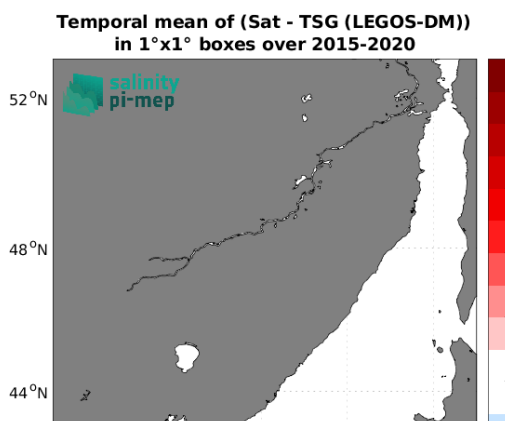 Temporal mean of (Sat - TSG (LEGOS-DM))
in 1°x1° boxes over 2015-2020
salinity
pi-mep
52°N
48°N
44°N